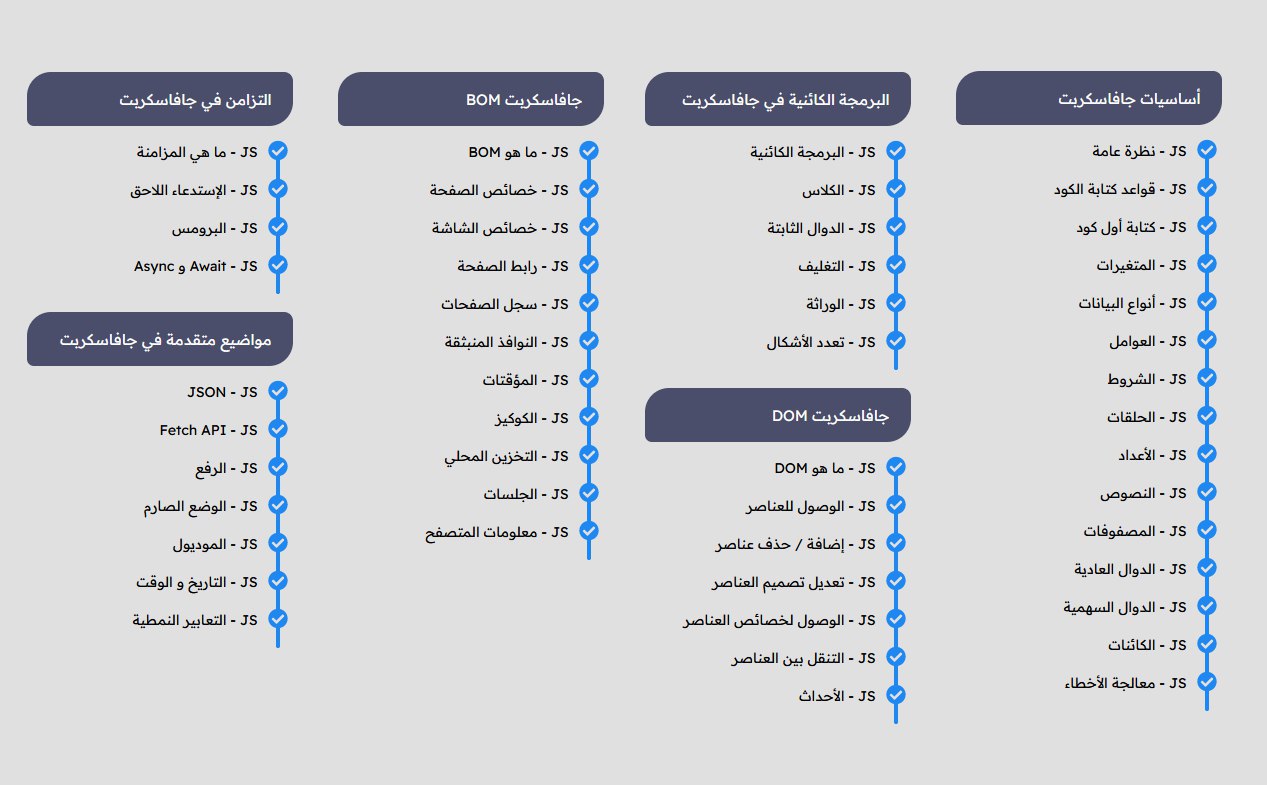 أساسيات جافاسكربت
JS - نظرة عامة
JS - قواعد كتابة الكود
JS - كتابة أول كود
JS - المتغيرات
JS - أنواع البيانات
JS - العوامل
JS - الشروط
JS - الحلقات
JS - الأعداد
JS - النصوص
JS - المصفوفات
JS - الدوال العادية
JS - الدوال السهمية
JS - الكائنات
JS - معالجة الأخطاء
البرمجة الكائنية في جافاسكربت
JS - البرمجة الكائنية
JS - الكلاس
JS - الدوال الثابتة
JS - التغليف
JS - الوراثة
JS - تعدد الأشكال
جافاسكربت DOM
JS - ما هو DOM
JS - الوصول للعناصر
JS - إضافة / حذف عناصر
JS - تعديل تصميم العناصر
JS - الوصول لخصائص العناصر
JS - التنقل بين العناصر
JS - الأحداث
جافاسكربت BOM
JS - ما هو BOM
JS - خصائص الصفحة
JS - خصائص الشاشة
JS - رابط الصفحة
JS - سجل الصفحات
JS - النوافذ المنبثقة
JS - المؤقتات
JS - الكوكيز
JS - التخزين المحلي
JS - الجلسات
JS - معلومات المتصفح
التزامن في جافاسكربت
JS - ما هي المزامنة
JS - الإستدعاء اللاحق
JS - البرومس
JS - Await و Async
مواضيع متقدمة في جافاسكربت
JS - JSON
JS - Fetch API
JS - الرفع
JS - الوضع الصارم
JS - الموديول
JS - التاريخ و الوقت
JS - التعابير النمطية